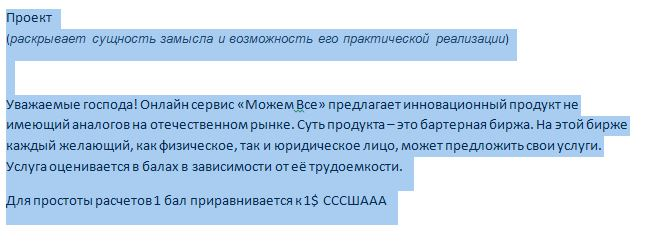 Проект
(раскрывает сущность замысла и возможность его практической реализации)
Уважаемые господа! Онлайн сервис «Можем Все» предлагает инновационный продукт не
имеющий аналогов на отечественном рынке. Суть продукта – это бартерная биржа. На этой бирже
каждый желающий, как физическое, так и юридическое лицо, может предложить свои услуги.
Услуга оценивается в балах в зависимости от её трудоемкости.
Для простоты расчетов 1 бал приравнивается к 1$ СССШААА